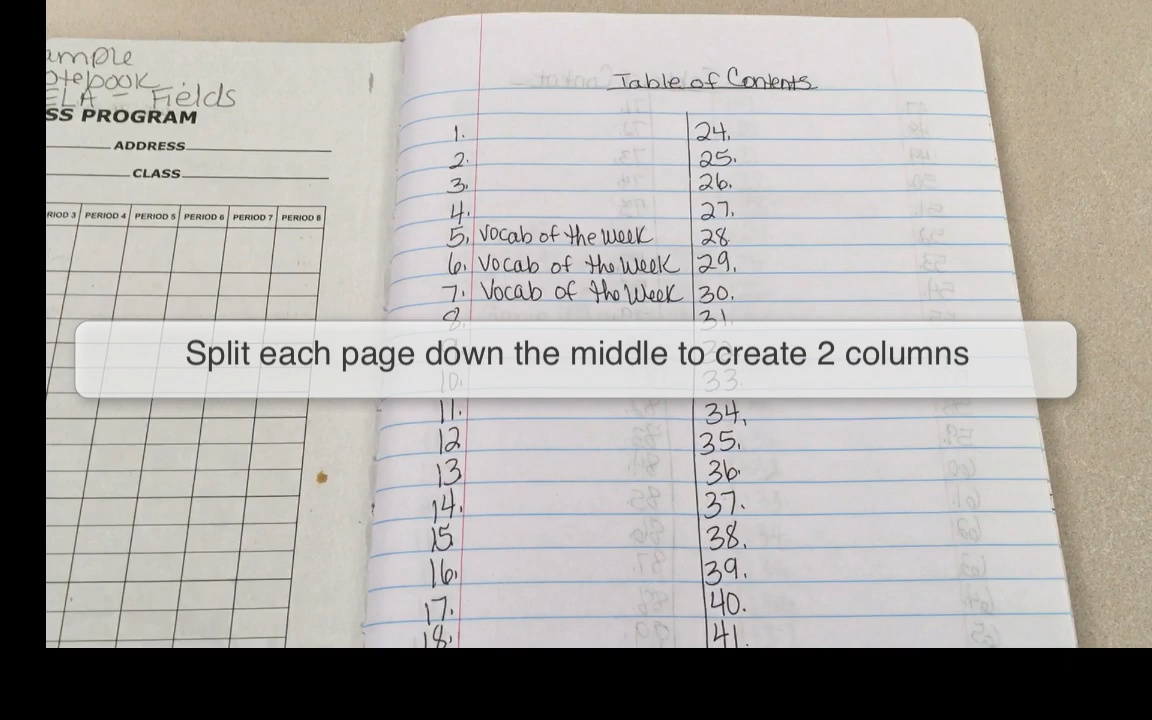 ample
otebook
ELA - Fields
SS PROGRAM
ADDRESS
CLASS
RIOD 3 PERIOD 4 PERIOD 5 PERIOD 6 PERIOD 7 PERIOD 8
Table of Contents
1.
2.
3.
4.
5. Vocab of the week
6. Vocab of the Week
7. Vocab of the Week
8.
10.
11.
12
13
14.
15
16.
17.
18.
24.
25.
26.
27.
28
29.
30.
31.
33.
34.
35.
36.
37.
38.
39.
40.
41.
Split each page down the middle to create 2 columns